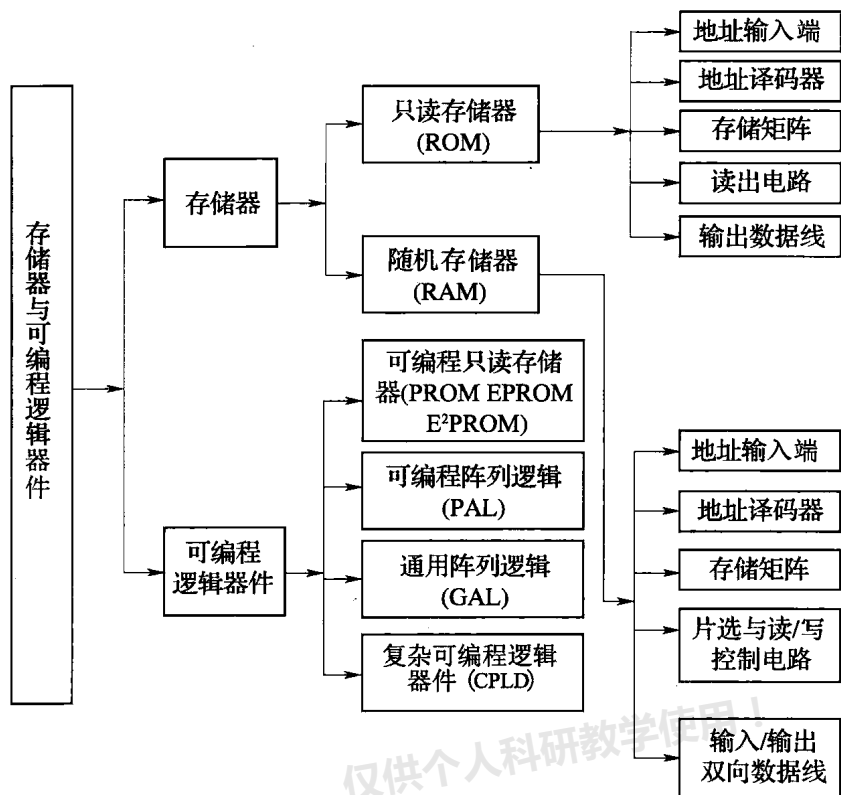 存储器与可编程逻辑器件
存储器
可编程
逻辑器件
只读存储器
(ROM)
随机存储器
(RAM)
可编程只读存储
器(PROM EPROM
E²PROM)
可编程阵列逻辑
(PAL)
通用阵列逻辑
(GAL)
复杂可编程逻辑
器件 (CPLD)
地址输入端
地址译码器
存储矩阵
读出电路
输出数据线
地址输入端
地址译码器
存储矩阵
片选与读/写
控制电路
输入/输出
双向数据线
仅供个人科研教学使用！